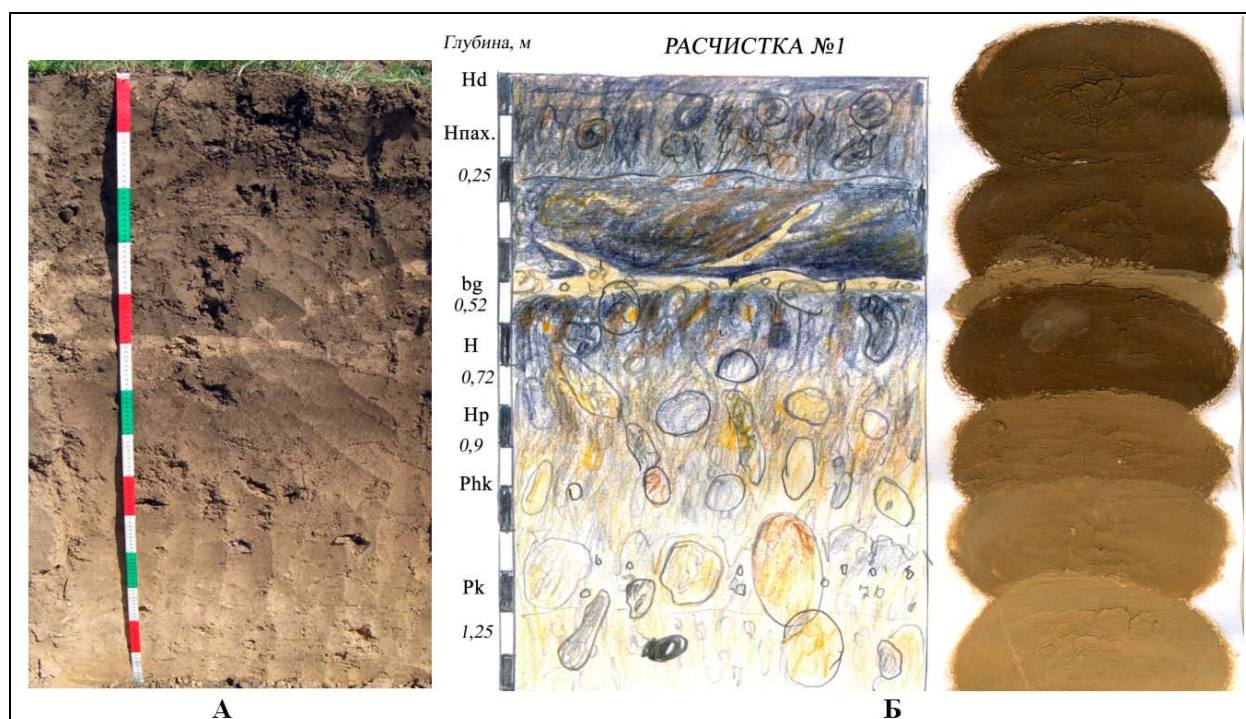 Глубина, м
РАСЧИСТКА №1
Hd
Нпах.
0,25
bg
0,52
H
0,72
Hp
0,9
Phk
Pk
1,25
А
Б